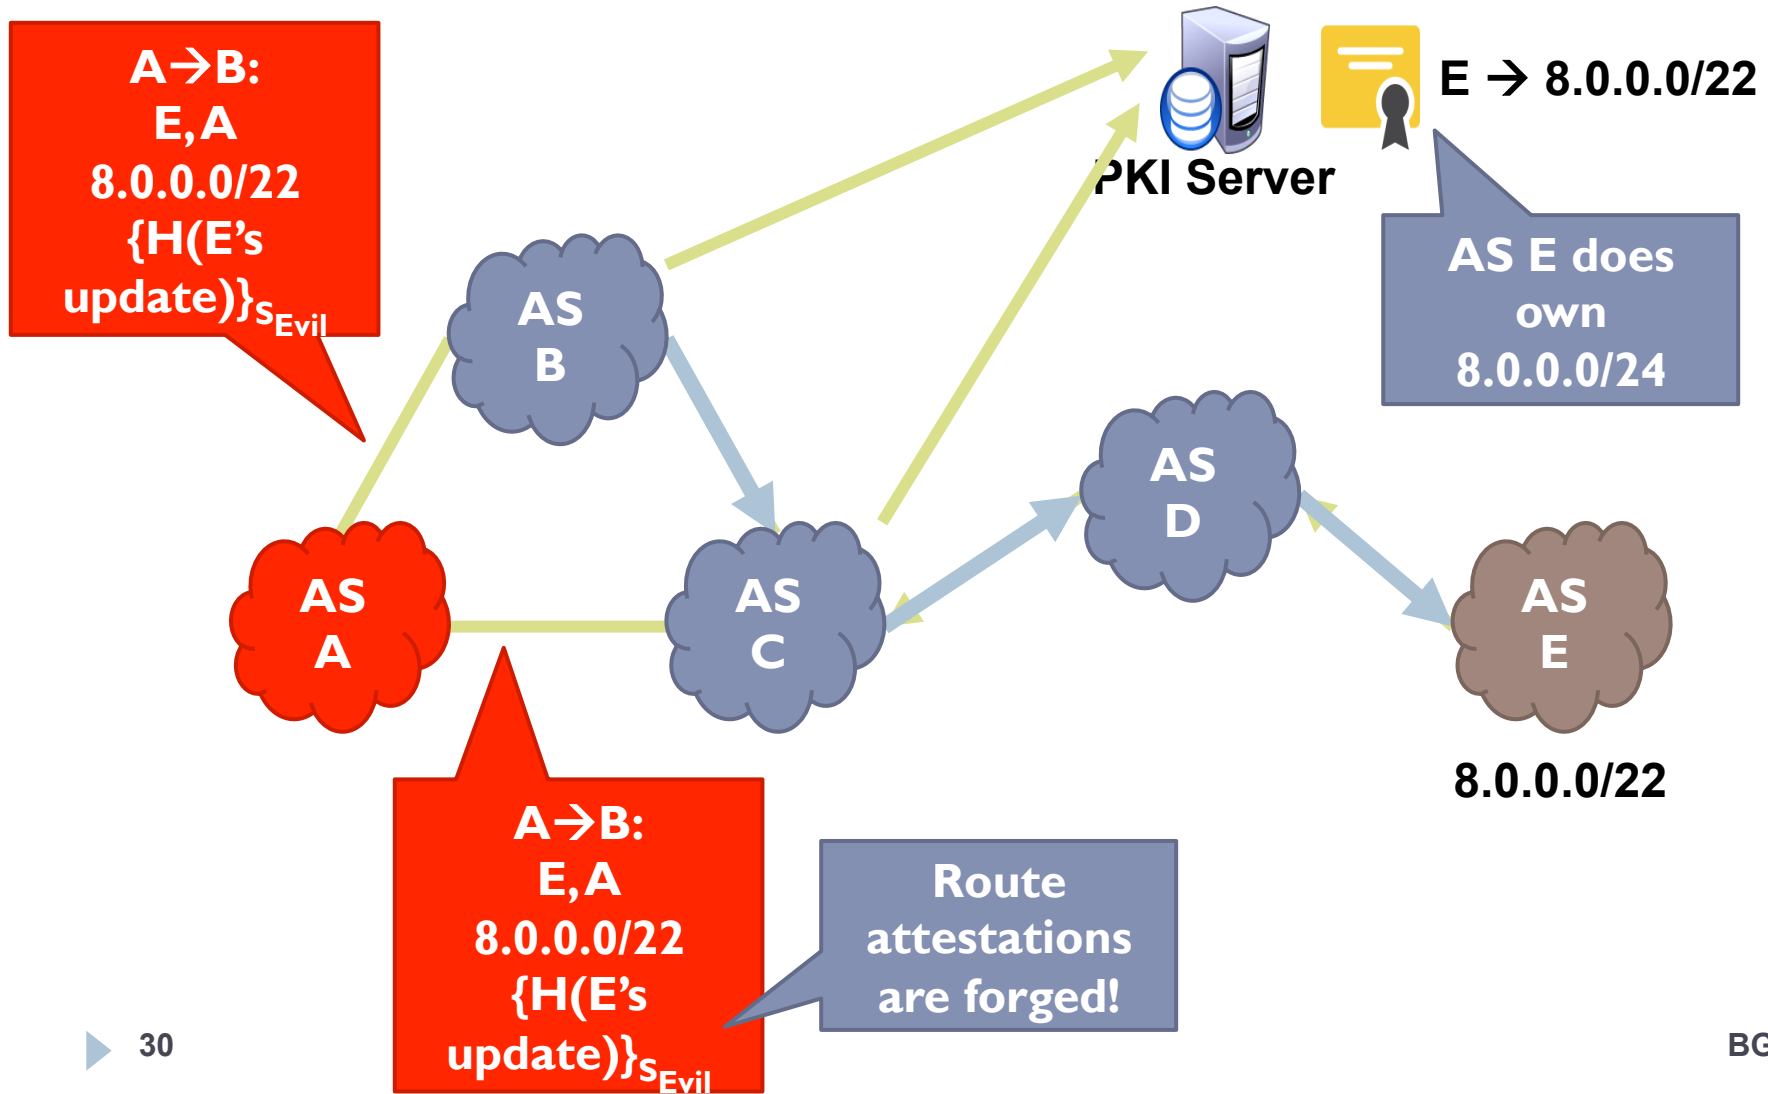 A→B:
E, A
8.0.0.0/22
{H(E’s
update)}S_Evil
PKI Server
E → 8.0.0.0/22
AS E does
own
8.0.0.0/24
AS
B
AS
D
AS
A
AS
C
AS
E
8.0.0.0/22
A→B:
E, A
8.0.0.0/22
{H(E’s
update)}S_Evil
Route
attestations
are forged!
30
BG